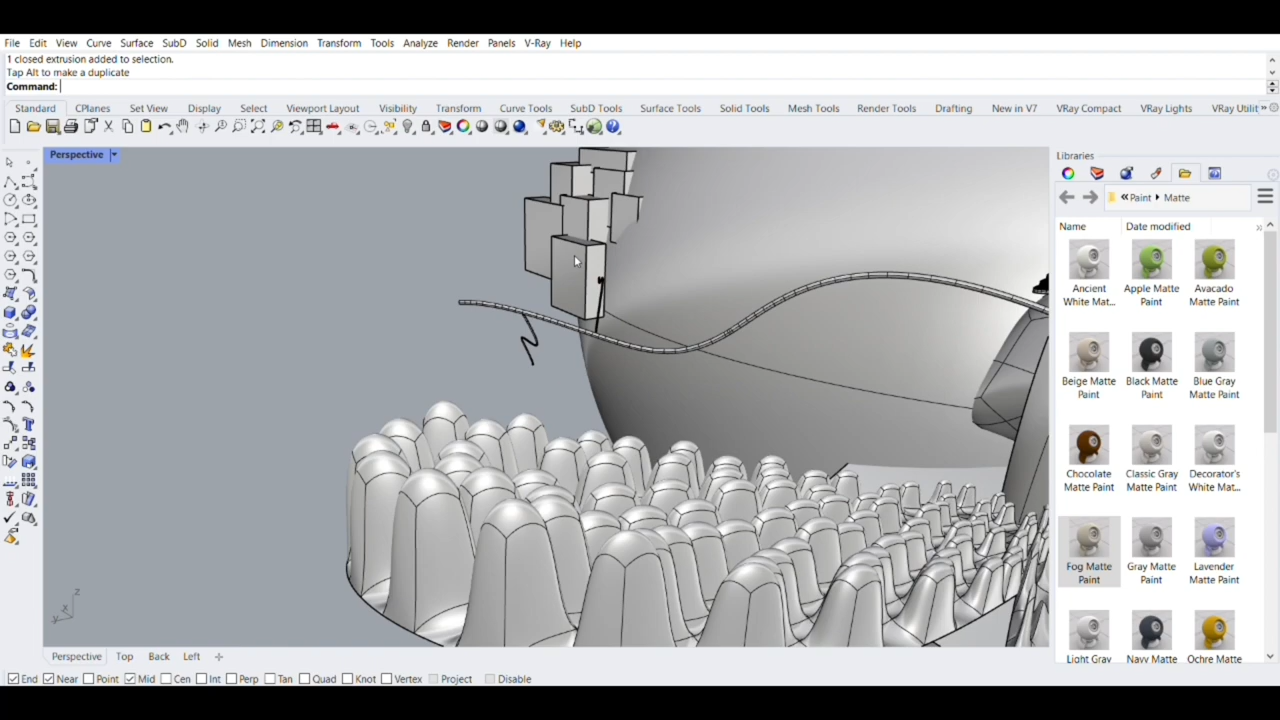 File Edit View Curve Surface SubD Solid Mesh Dimension Transform Tools Analyze Render Panels V-Ray Help
1 closed extrusion added to selection.
Tap Alt to make a duplicate
Command:
Standard CPlanes Set View Display Select Viewport Layout Visibility Transform Curve Tools SubD Tools Surface Tools Solid Tools Mesh Tools Render Tools Drafting New in V7 VRay Compact VRay Lights VRay Utilit »
Perspective
Libraries
« Paint Matte
Name Date modified »
Ancient White Mat... Apple Matte Paint Avacado Matte Paint
Beige Matte Paint Black Matte Paint Blue Gray Matte Paint
Chocolate Matte Paint Classic Gray Matte Paint Decorator's White Mat...
Fog Matte Paint Gray Matte Paint Lavender Matte Paint
Light Gray Navy Matte Ochre Matte
z
x
y
Perspective Top Back Left
End Near Point Mid Cen Int Perp Tan Quad Knot Vertex Project Disable